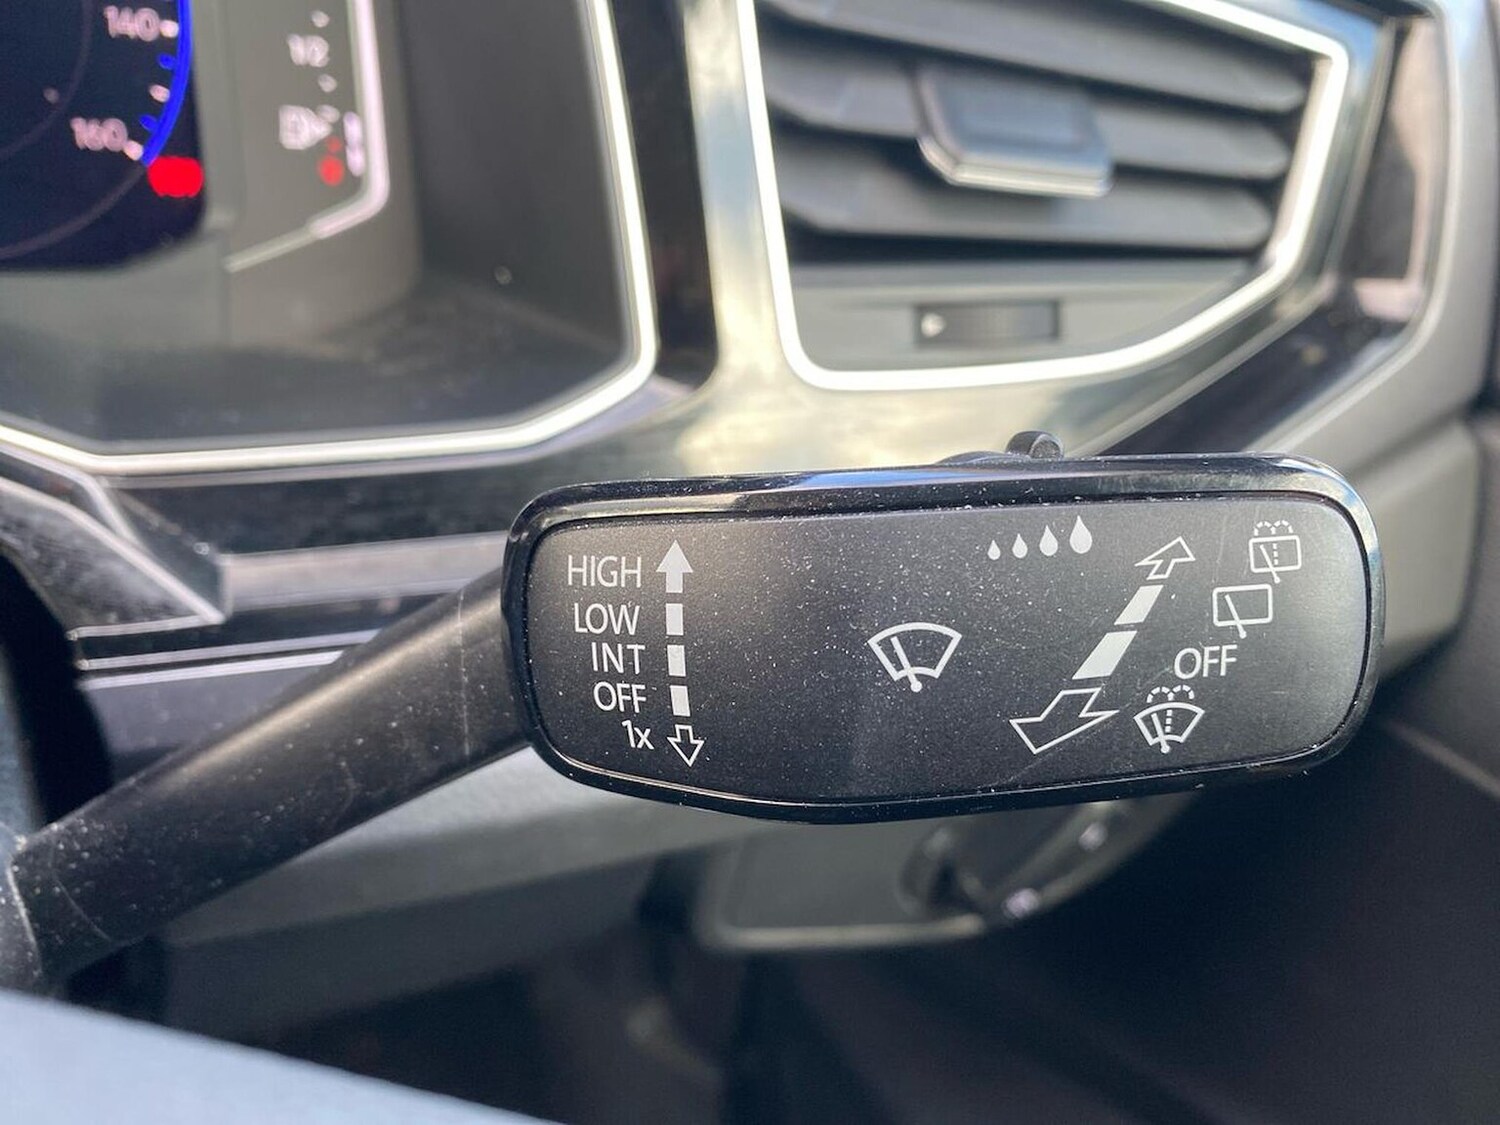 140
1/2
160
HIGH
LOW
INT
OFF
1x
OFF